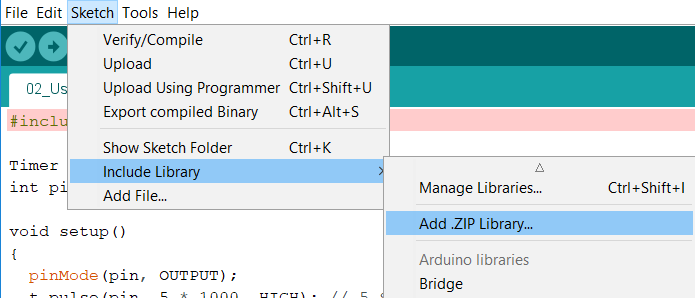 File Edit Sketch Tools Help
Verify/Compile Ctrl+R
Upload Ctrl+U
Upload Using Programmer Ctrl+Shift+U
Export compiled Binary Ctrl+Alt+S
02_Us
#inclu
Show Sketch Folder Ctrl+K
Timer
Include Library
Manage Libraries... Ctrl+Shift+I
int pi
Add File...
Add .ZIP Library...
void setup()
{
Arduino libraries
pinMode(pin, OUTPUT);
Bridge
t.pulse(pin, 5 * 1000, HIGH); // 5